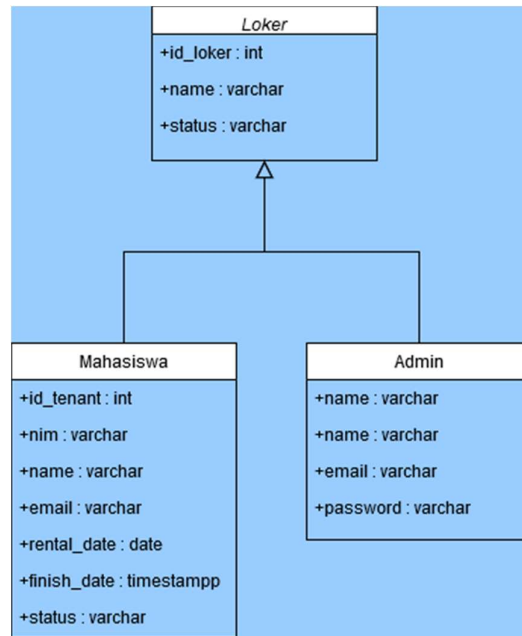 Loker
+id_loker : int
+name : varchar
+status : varchar
Mahasiswa
+id_tenant : int
+nim : varchar
+name : varchar
+email : varchar
+rental_date : date
+finish_date : timestampp
+status : varchar
Admin
+name : varchar
+name : varchar
+email : varchar
+password : varchar